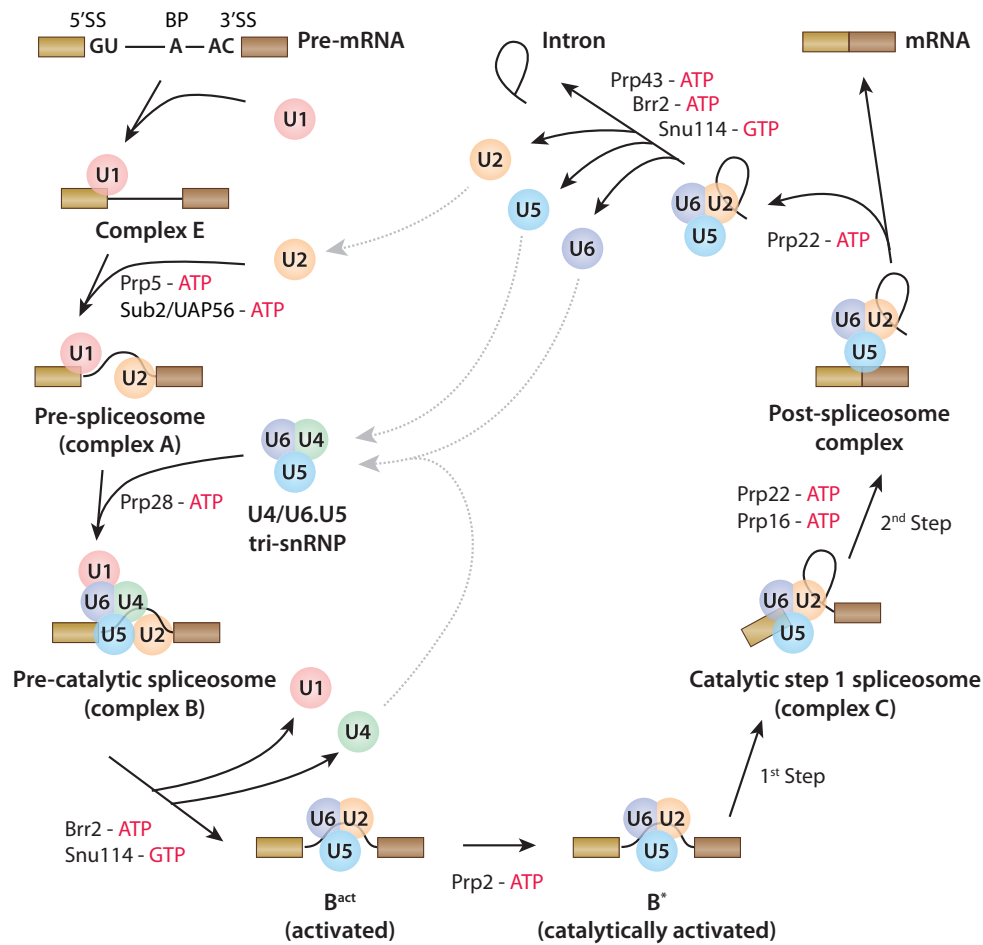 5'SS BP 3'SS
GU A AC Pre-mRNA
U1
U1
Complex E
U2
Prp5 - ATP
Sub2/UAP56 - ATP
U1
U2
Pre-spliceosome
(complex A)
Prp28 - ATP
U6 U4
U5
U4/U6.U5
tri-snRNP
U1
U6 U4
U5 U2
Pre-catalytic spliceosome
(complex B)
U1
U4
Brr2 - ATP
Snu114 - GTP
U6 U2
U5
Bact
(activated)
Prp2 - ATP
U6 U2
U5
B*
(catalytically activated)
1st Step
U6 U2
U5
Catalytic step 1 spliceosome
(complex C)
Prp22 - ATP
Prp16 - ATP
2nd Step
U6 U2
U5
Post-spliceosome
complex
Prp22 - ATP
mRNA
U6 U2
U5
Prp43 - ATP
Brr2 - ATP
Snu114 - GTP
Intron
U2
U5
U6